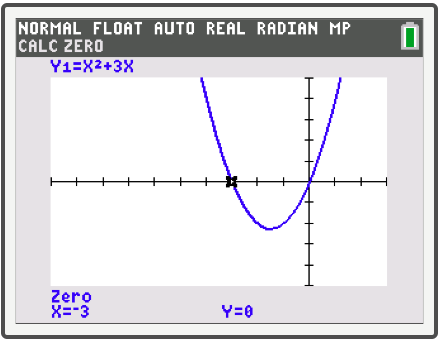 NORMAL FLOAT AUTO REAL RADIAN MP
CALC ZERO
Y₁=X²+3X
Zero
X=⁻3 Y=0